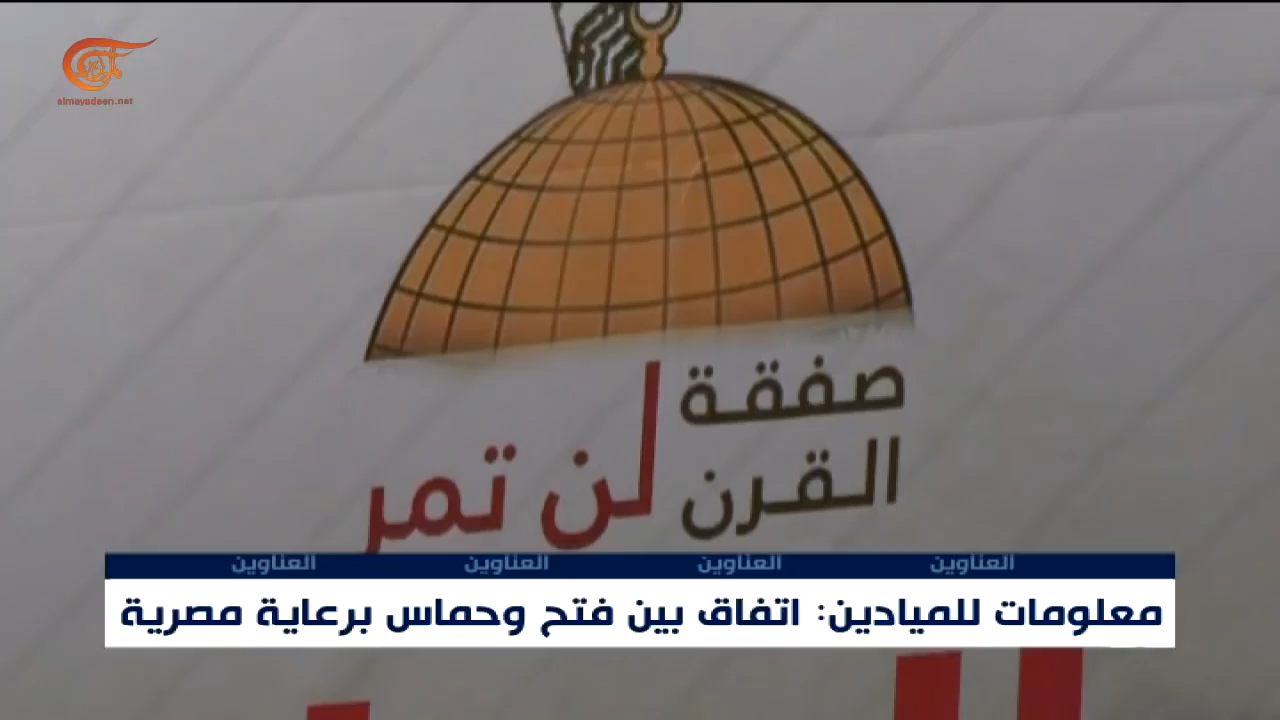 almayadeen.net
صفقة
القرن لن تمر
العناوين العناوين العناوين العناوين
معلومات للميادين: اتفاق بين فتح وحماس برعاية مصرية